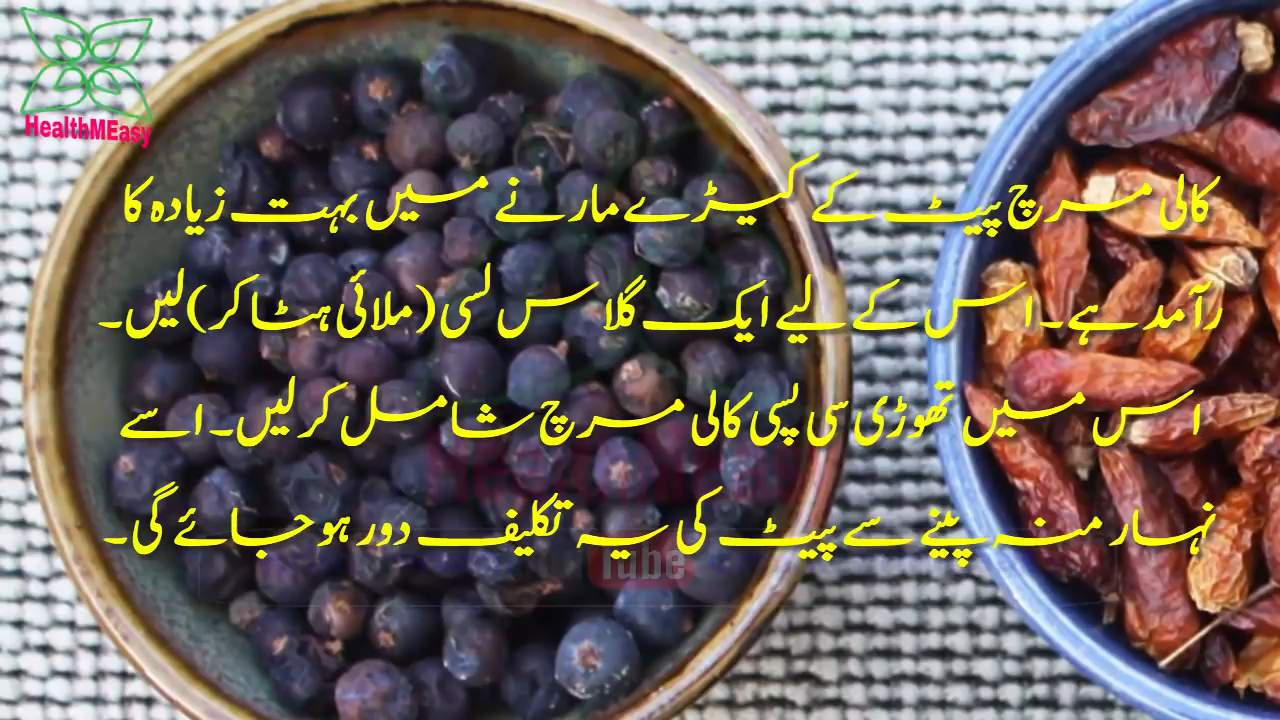 HealthMEasy
کالی مرچ پیٹ کے کیڑے مارنے میں بہت زیادہ کا
رآمد ہے۔ اس کے لیے ایک گلاس لسی (ملائی ہٹا کر) لیں۔
اس میں تھوڑی سی پسی کالی مرچ شامل کر لیں۔ اسے
نہار منہ پینے سے پیٹ کی یہ تکلیف دور ہو جائے گی۔
Tube